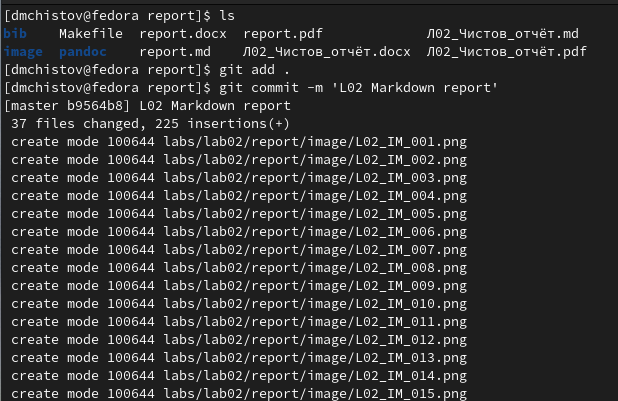 [dmchistov@fedora report]$ ls
bib    Makefile  report.docx  report.pdf             Л02_Чистов_отчёт.md
image  pandoc    report.md    Л02_Чистов_отчёт.docx  Л02_Чистов_отчёт.pdf
[dmchistov@fedora report]$ git add .
[dmchistov@fedora report]$ git commit -m 'L02 Markdown report'
[master b9564b8] L02 Markdown report
 37 files changed, 225 insertions(+)
 create mode 100644 labs/lab02/report/image/L02_IM_001.png
 create mode 100644 labs/lab02/report/image/L02_IM_002.png
 create mode 100644 labs/lab02/report/image/L02_IM_003.png
 create mode 100644 labs/lab02/report/image/L02_IM_004.png
 create mode 100644 labs/lab02/report/image/L02_IM_005.png
 create mode 100644 labs/lab02/report/image/L02_IM_006.png
 create mode 100644 labs/lab02/report/image/L02_IM_007.png
 create mode 100644 labs/lab02/report/image/L02_IM_008.png
 create mode 100644 labs/lab02/report/image/L02_IM_009.png
 create mode 100644 labs/lab02/report/image/L02_IM_010.png
 create mode 100644 labs/lab02/report/image/L02_IM_011.png
 create mode 100644 labs/lab02/report/image/L02_IM_012.png
 create mode 100644 labs/lab02/report/image/L02_IM_013.png
 create mode 100644 labs/lab02/report/image/L02_IM_014.png
 create mode 100644 labs/lab02/report/image/L02_IM_015.png